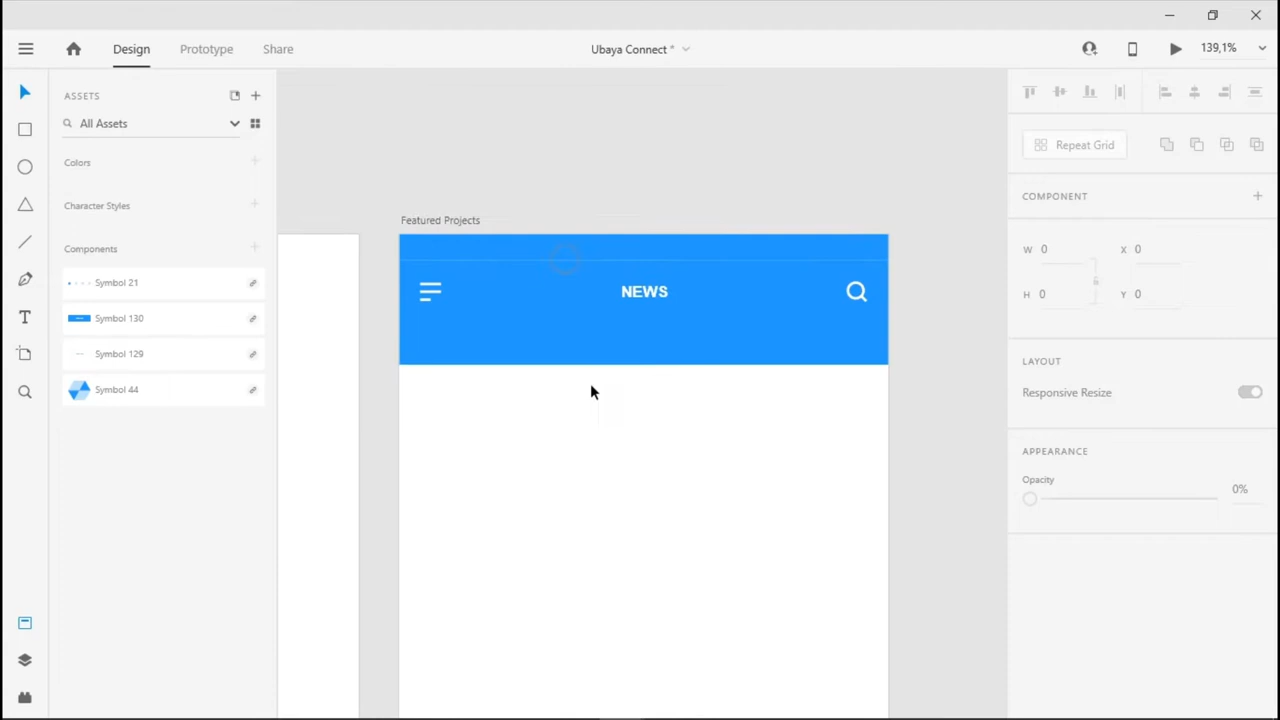 Design Prototype Share Ubaya Connect * 139,1%
ASSETS
All Assets
Colors
Character Styles
Components
Symbol 21
Symbol 130
Symbol 129
Symbol 44
Featured Projects
NEWS
Repeat Grid
COMPONENT
W 0 X 0
H 0 Y 0
LAYOUT
Responsive Resize
APPEARANCE
Opacity
0%